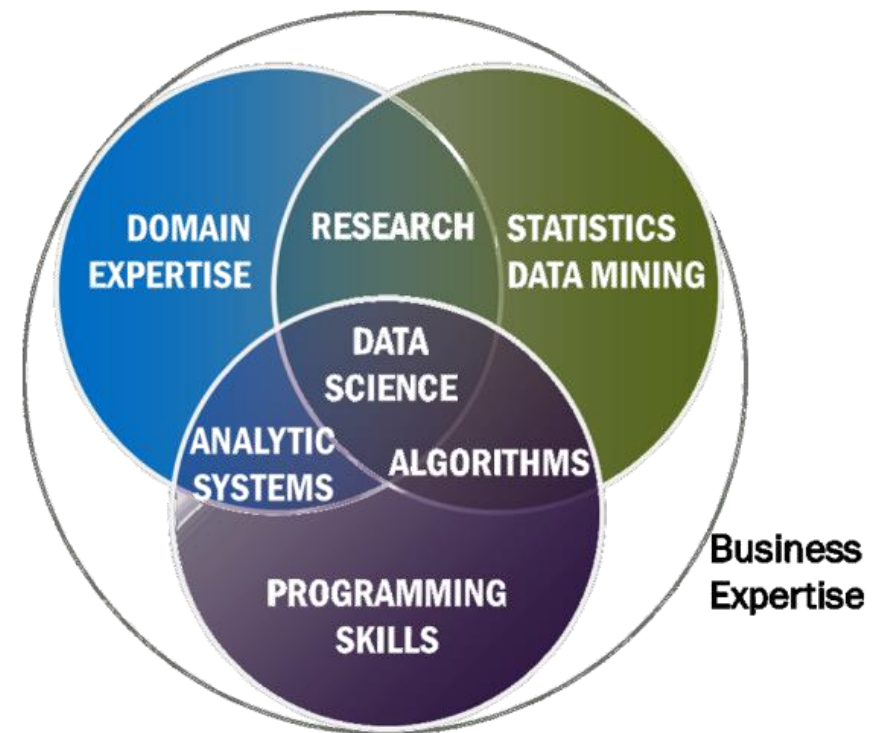 DOMAIN
EXPERTISE
RESEARCH
STATISTICS
DATA MINING
DATA
SCIENCE
ANALYTIC
SYSTEMS
ALGORITHMS
PROGRAMMING
SKILLS
Business
Expertise